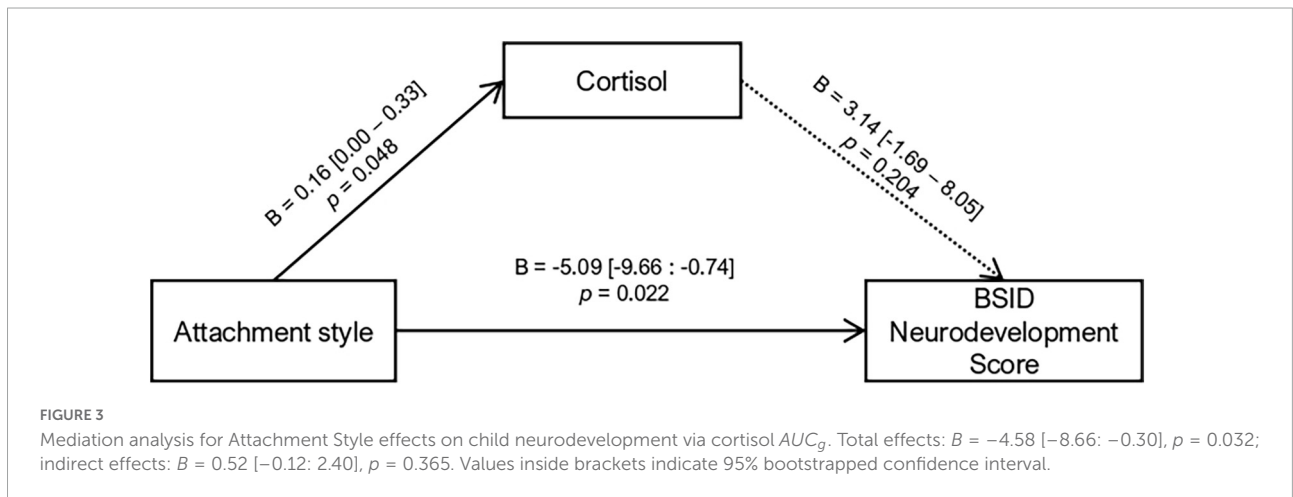 Cortisol
B = 0.16 [0.00 – 0.33]
p = 0.048
B = 3.14 [-1.69 – 8.05]
p = 0.204
B = -5.09 [-9.66 : -0.74]
p = 0.022
Attachment style
BSID
Neurodevelopment
Score
FIGURE 3
Mediation analysis for Attachment Style effects on child neurodevelopment via cortisol AUCg. Total effects: B = −4.58 [−8.66: −0.30], p = 0.032;
indirect effects: B = 0.52 [−0.12: 2.40], p = 0.365. Values inside brackets indicate 95% bootstrapped confidence interval.